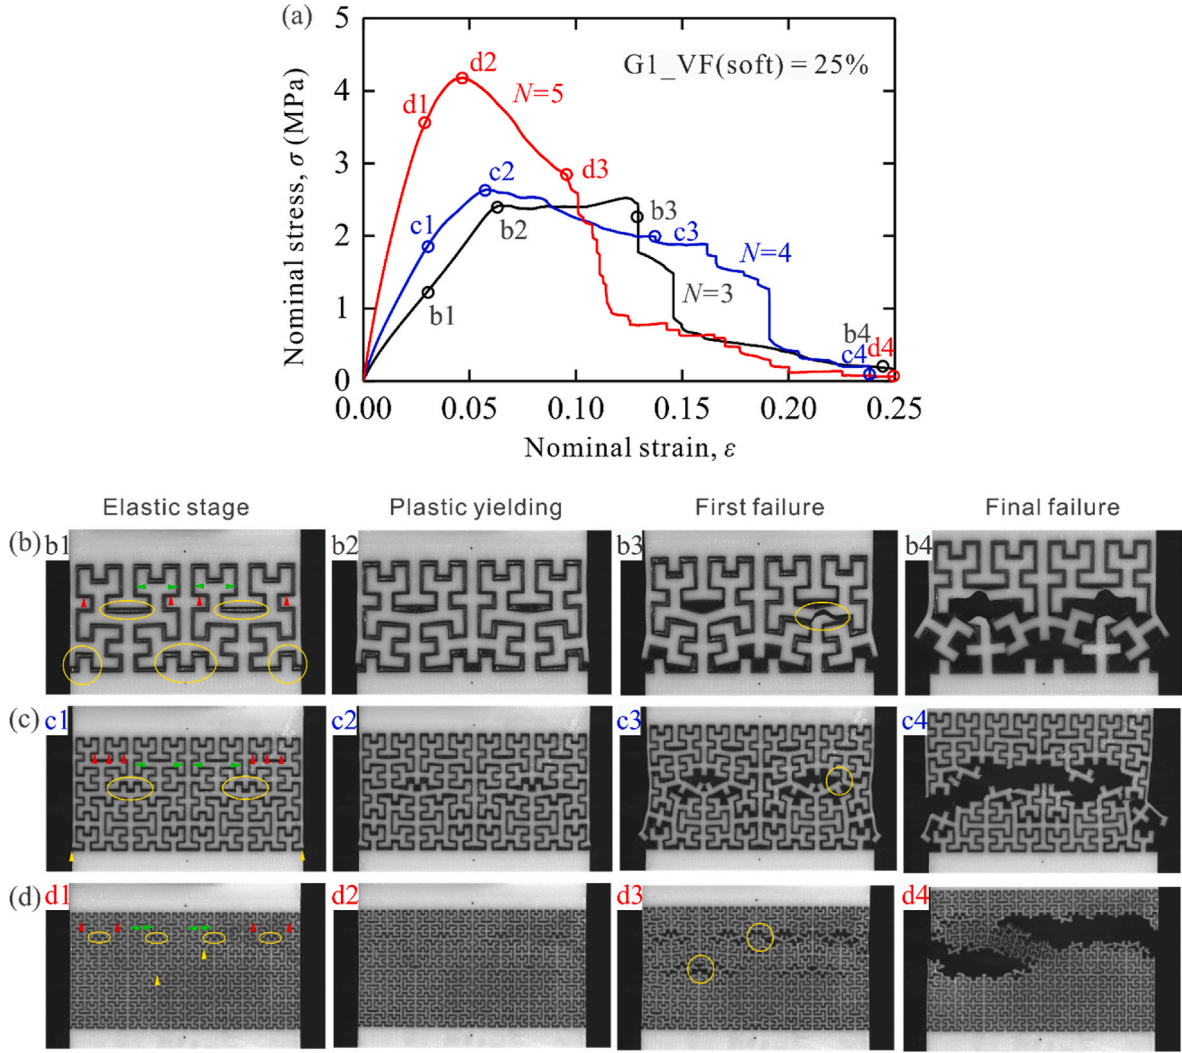 (a)
5
4
3
2
1
0
Nominal stress, σ (MPa)
G1_VF(soft) = 25%
d2
d1
N=5
d3
c2
c1
b2
b3
c3
N=4
N=3
b1
b4
c4
d4
0.00 0.05 0.10 0.15 0.20 0.25
Nominal strain, ε
Elastic stage Plastic yielding First failure Final failure
(b) b1 b2 b3 b4
(c) c1 c2 c3 c4
(d) d1 d2 d3 d4